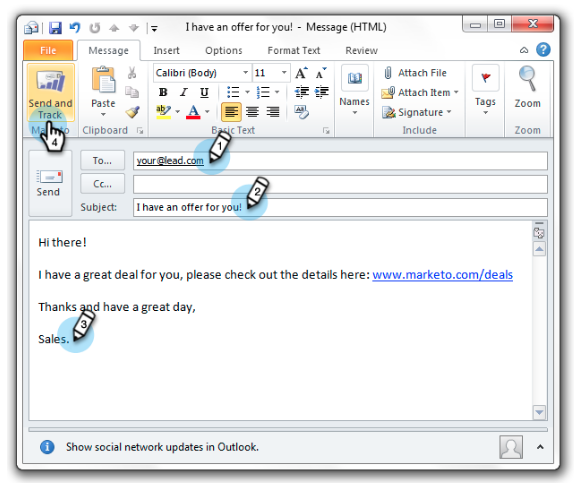 I have an offer for you! - Message (HTML)
File Message Insert Options Format Text Review
Calibri (Body) 11 A A Attach File
B I U Attach Item
Send and Track Paste ab A Names Signature Tags Zoom
Clipboard Basic Text Include Zoom
4
1
To... your@lead.com
Cc...
Send
2
Subject: I have an offer for you!
Hi there!
I have a great deal for you, please check out the details here: www.marketo.com/deals
Thanks and have a great day,
3
Sales.
Show social network updates in Outlook.